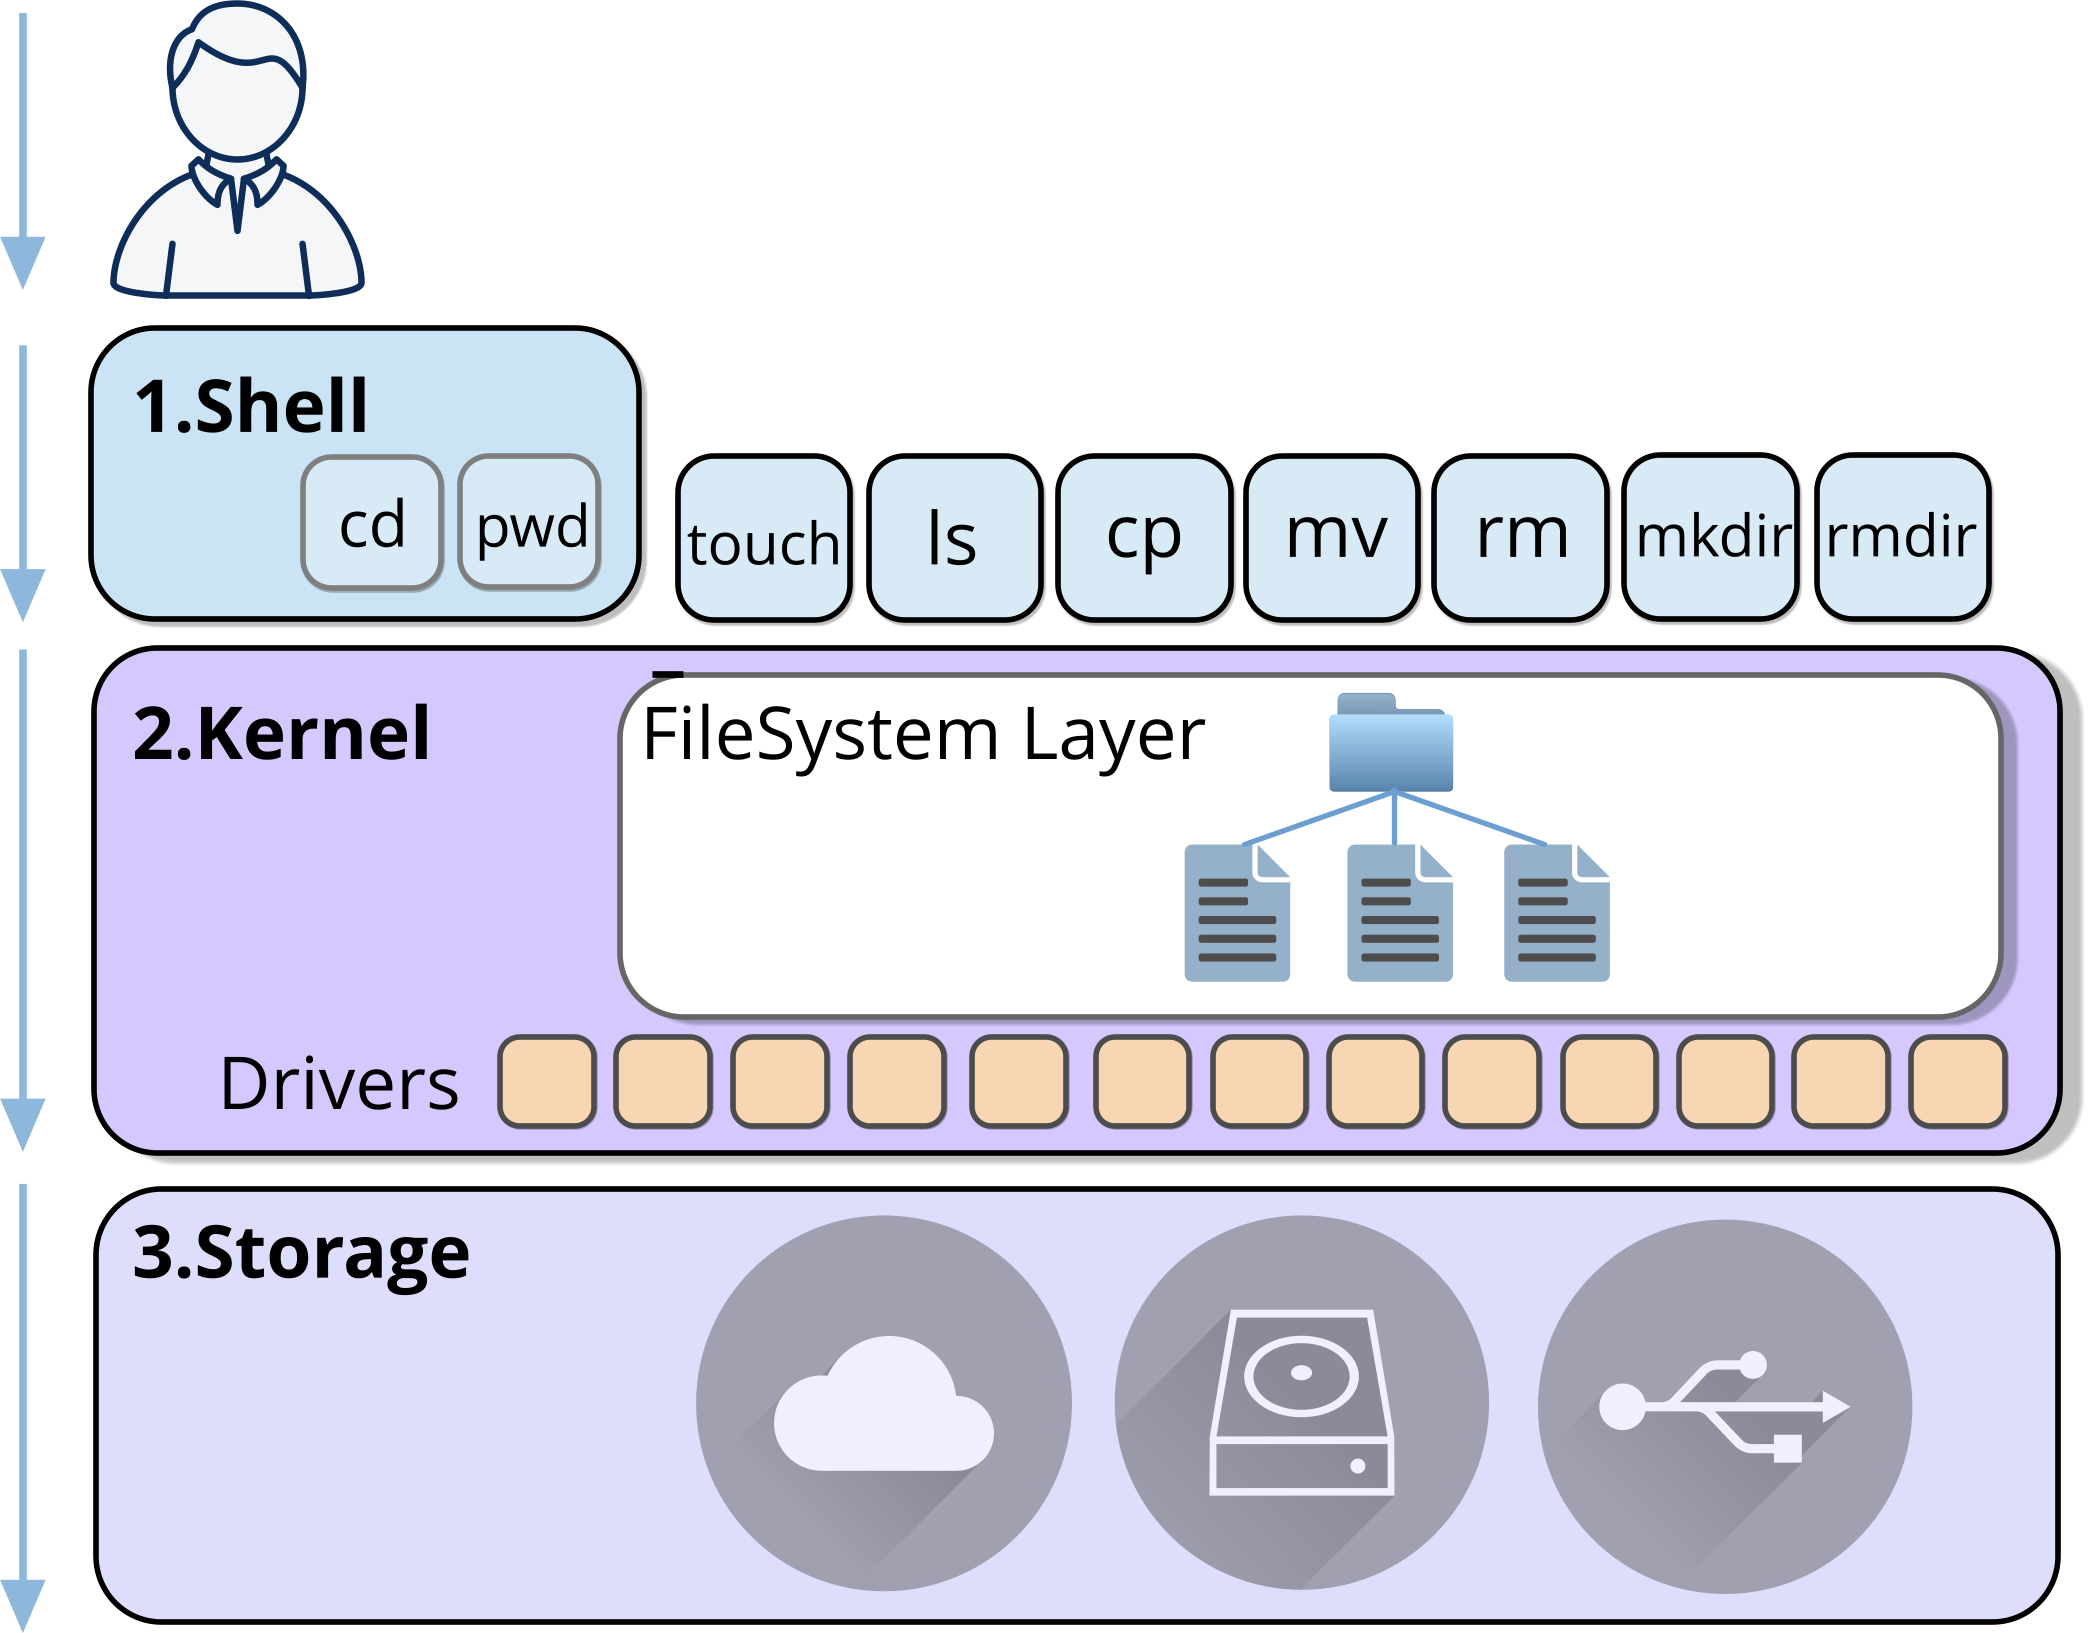 1.Shell
cd pwd touch ls cp mv rm mkdir rmdir
2.Kernel
FileSystem Layer
Drivers
3.Storage